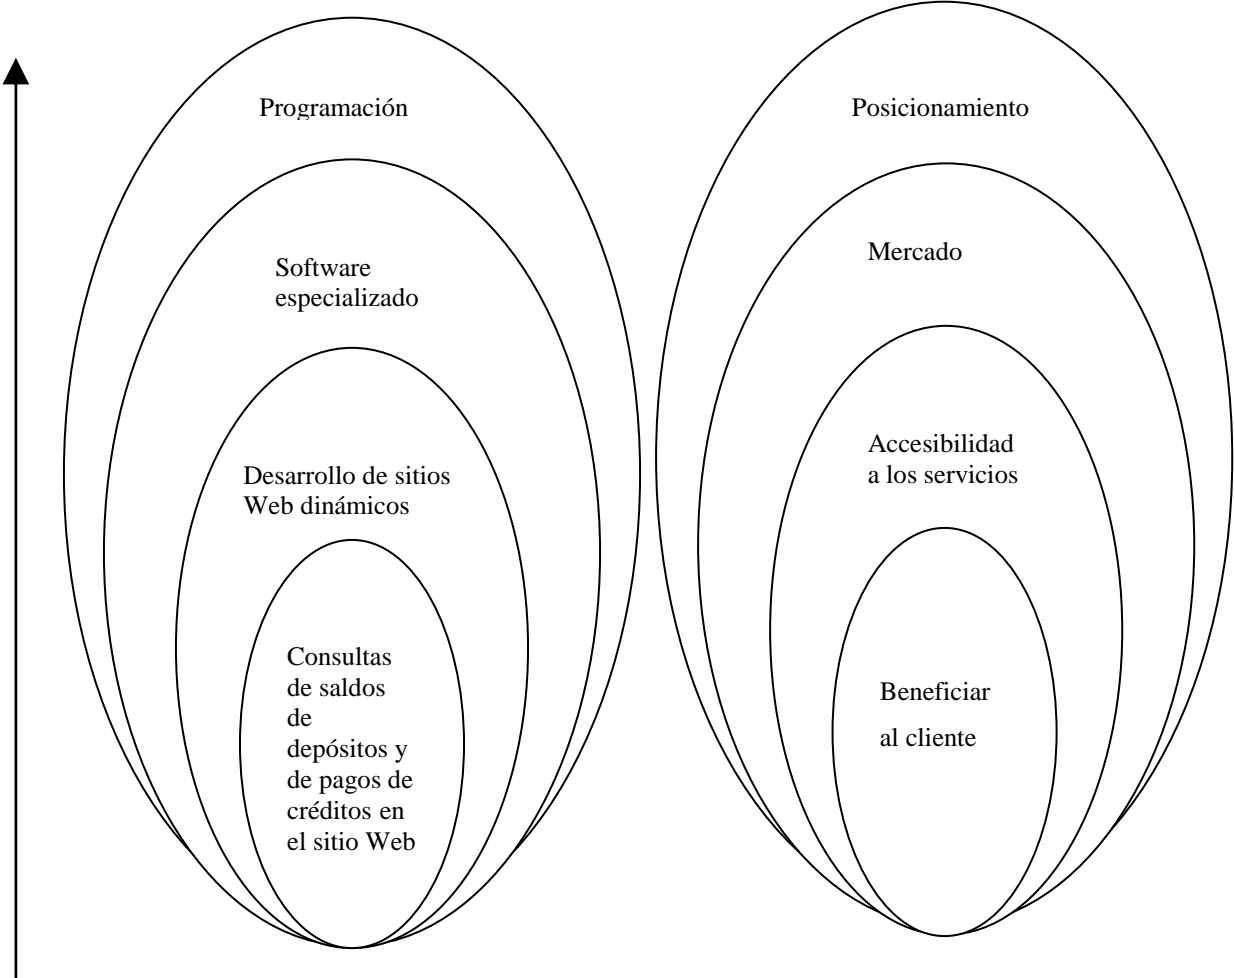 Programación
Software
especializado
Desarrollo de sitios
Web dinámicos
Consultas
de saldos
de
depósitos y
de pagos de
créditos en
el sitio Web
Posicionamiento
Mercado
Accesibilidad
a los servicios
Beneficiar
al cliente